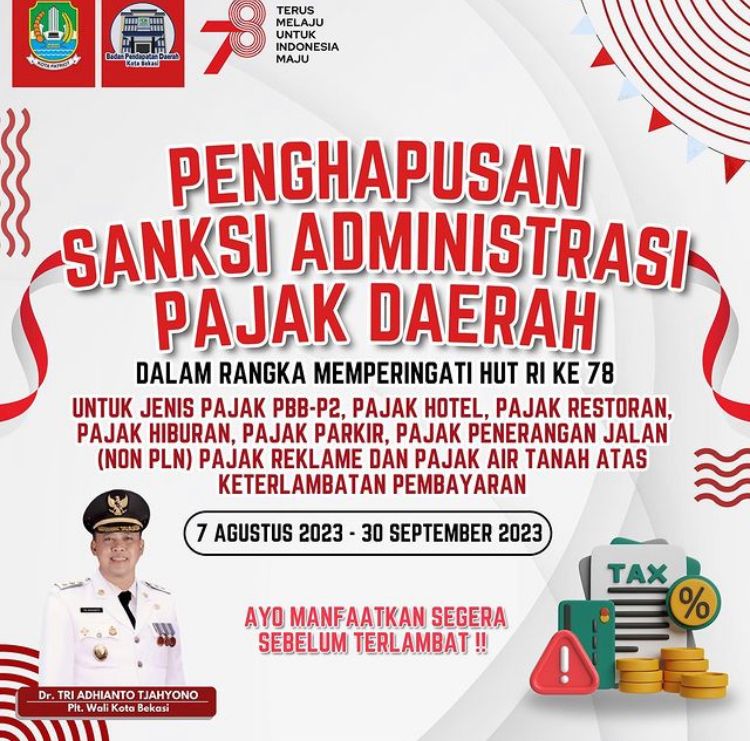 KOTA PATRIOT
Badan Pendapatan Daerah
Kota Bekasi
78
TERUS
MELAJU
UNTUK
INDONESIA
MAJU
PENGHAPUSAN
SANKSI ADMINISTRASI
PAJAK DAERAH
DALAM RANGKA MEMPERINGATI HUT RI KE 78
UNTUK JENIS PAJAK PBB-P2, PAJAK HOTEL, PAJAK RESTORAN,
PAJAK HIBURAN, PAJAK PARKIR, PAJAK PENERANGAN JALAN
(NON PLN) PAJAK REKLAME DAN PAJAK AIR TANAH ATAS
KETERLAMBATAN PEMBAYARAN
7 AGUSTUS 2023 - 30 SEPTEMBER 2023
AYO MANFAATKAN SEGERA
SEBELUM TERLAMBAT !!
TAX
%
!
Dr. TRI ADHIANTO TJAHYONO
Plt. Wali Kota Bekasi